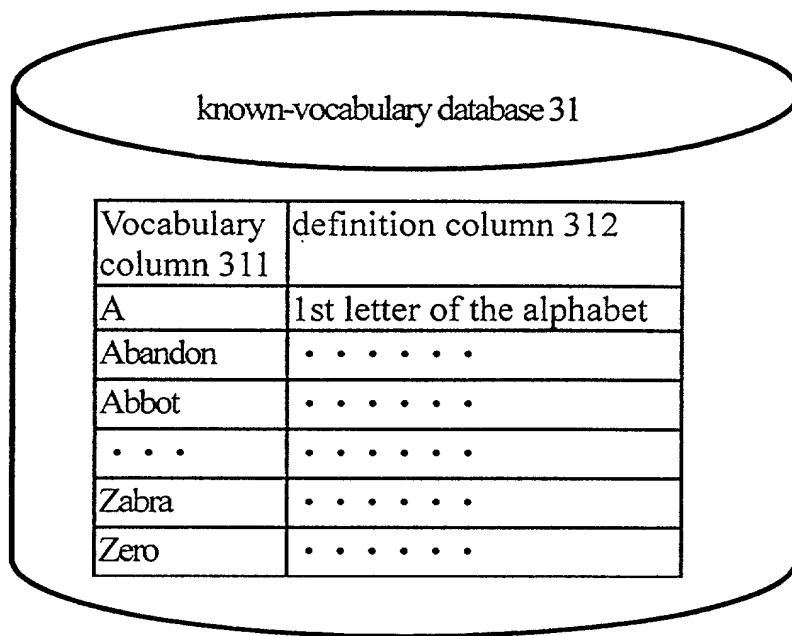 known-vocabulary database 31
Vocabulary column 311 definition column 312
A 1st letter of the alphabet
Abandon · · · · · ·
Abbot · · · · · ·
· · · · · · · · ·
Zabra · · · · · ·
Zero · · · · · ·